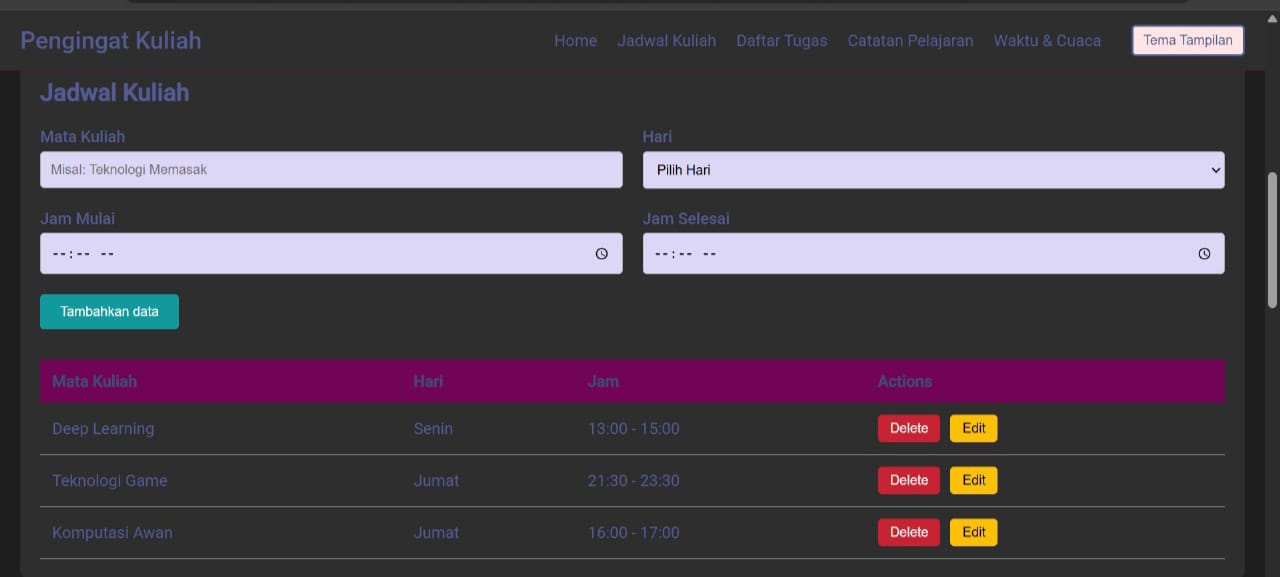 Pengingat Kuliah Home Jadwal Kuliah Daftar Tugas Catatan Pelajaran Waktu & Cuaca Tema Tampilan
Jadwal Kuliah
Mata Kuliah Hari
Misal: Teknologi Memasak Pilih Hari
Jam Mulai Jam Selesai
--:-- -- --:-- --
Tambahkan data
Mata Kuliah Hari Jam Actions
Deep Learning Senin 13:00 - 15:00 Delete Edit
Teknologi Game Jumat 21:30 - 23:30 Delete Edit
Komputasi Awan Jumat 16:00 - 17:00 Delete Edit